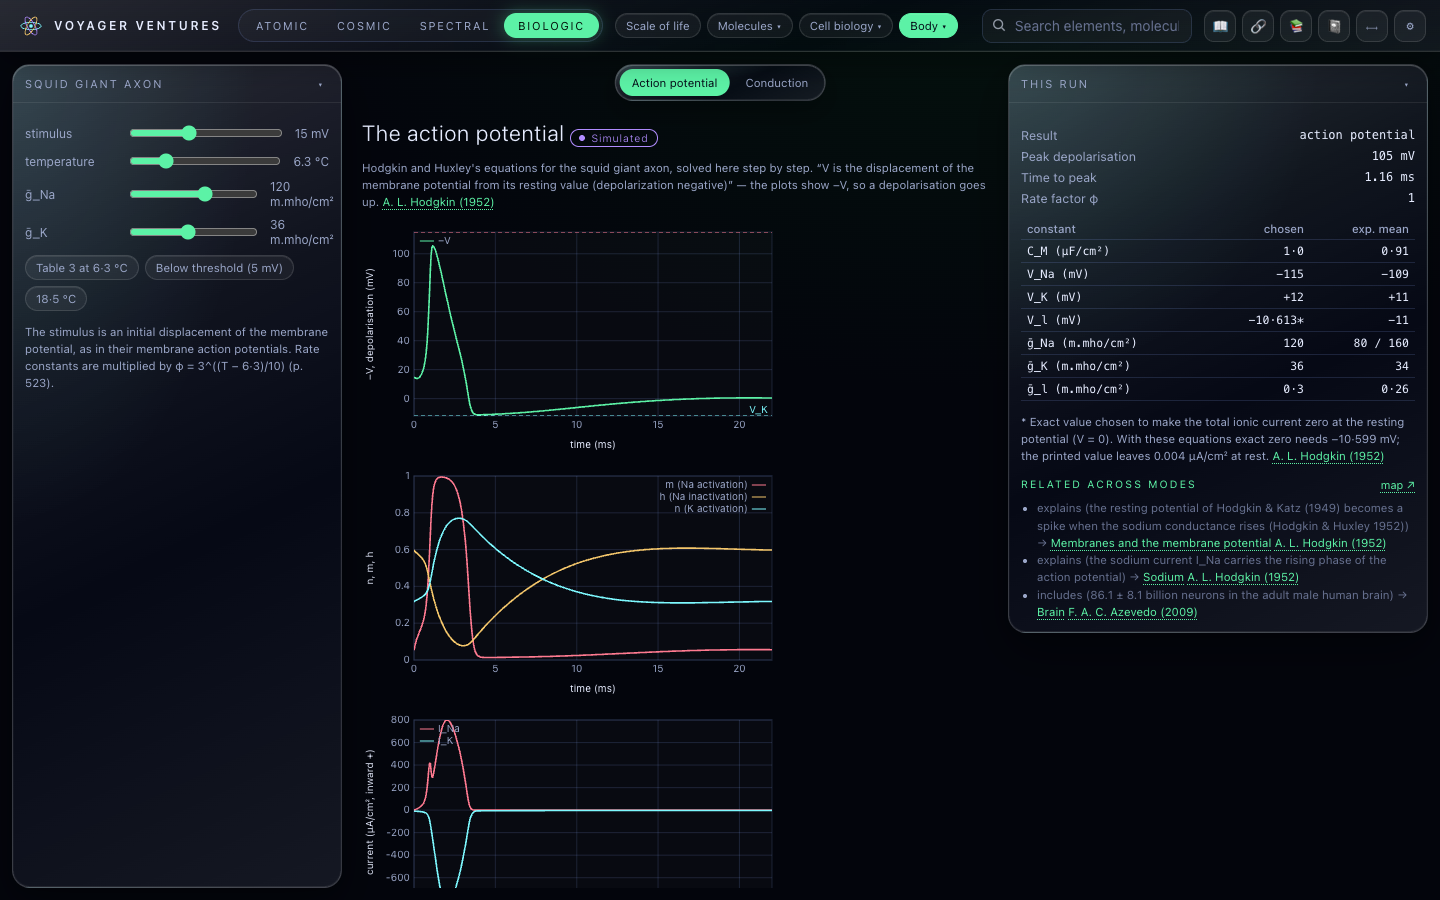 VOYAGER VENTURES
ATOMIC
COSMIC
SPECTRAL
BIOLOGIC
Scale of life
Molecules ▾
Cell biology ▾
Body ▾
Search elements, molecul
SQUID GIANT AXON
stimulus
15 mV
temperature
6.3 °C
ḡ_Na
120 m.mho/cm²
ḡ_K
36 m.mho/cm²
Table 3 at 6·3 °C
Below threshold (5 mV)
18·5 °C
The stimulus is an initial displacement of the membrane
potential, as in their membrane action potentials. Rate
constants are multiplied by ϕ = 3^((T − 6·3)/10) (p.
523).
Action potential
Conduction
The action potential
Simulated
Hodgkin and Huxley's equations for the squid giant axon, solved here step by step. “V is the displacement of the
membrane potential from its resting value (depolarization negative)” — the plots show −V, so a depolarisation goes
up. A. L. Hodgkin (1952)
−V
100
80
60
40
20
0
−V, depolarisation (mV)
V_K
0 5 10 15 20
time (ms)
1
0.8
0.6
0.4
0.2
0
n, m, h
m (Na activation)
h (Na inactivation)
n (K activation)
0 5 10 15 20
time (ms)
I_Na
I_K
800
600
400
200
0
-200
-400
-600
current (µA/cm², inward +)
THIS RUN
Result action potential
Peak depolarisation 105 mV
Time to peak 1.16 ms
Rate factor ϕ 1
constant chosen exp. mean
C_M (µF/cm²) 1·0 0·91
V_Na (mV) −115 −109
V_K (mV) +12 +11
V_l (mV) −10·613* −11
ḡ_Na (m.mho/cm²) 120 80 / 160
ḡ_K (m.mho/cm²) 36 34
ḡ_l (m.mho/cm²) 0·3 0·26
* Exact value chosen to make the total ionic current zero at the resting
potential (V = 0). With these equations exact zero needs −10·599 mV;
the printed value leaves 0.004 µA/cm² at rest. A. L. Hodgkin (1952)
RELATED ACROSS MODES
map ↗
explains (the resting potential of Hodgkin & Katz (1949) becomes a
spike when the sodium conductance rises (Hodgkin & Huxley 1952))
→ Membranes and the membrane potential A. L. Hodgkin (1952)
explains (the sodium current I_Na carries the rising phase of the
action potential) → Sodium A. L. Hodgkin (1952)
includes (86.1 ± 8.1 billion neurons in the adult male human brain) →
Brain F. A. C. Azevedo (2009)